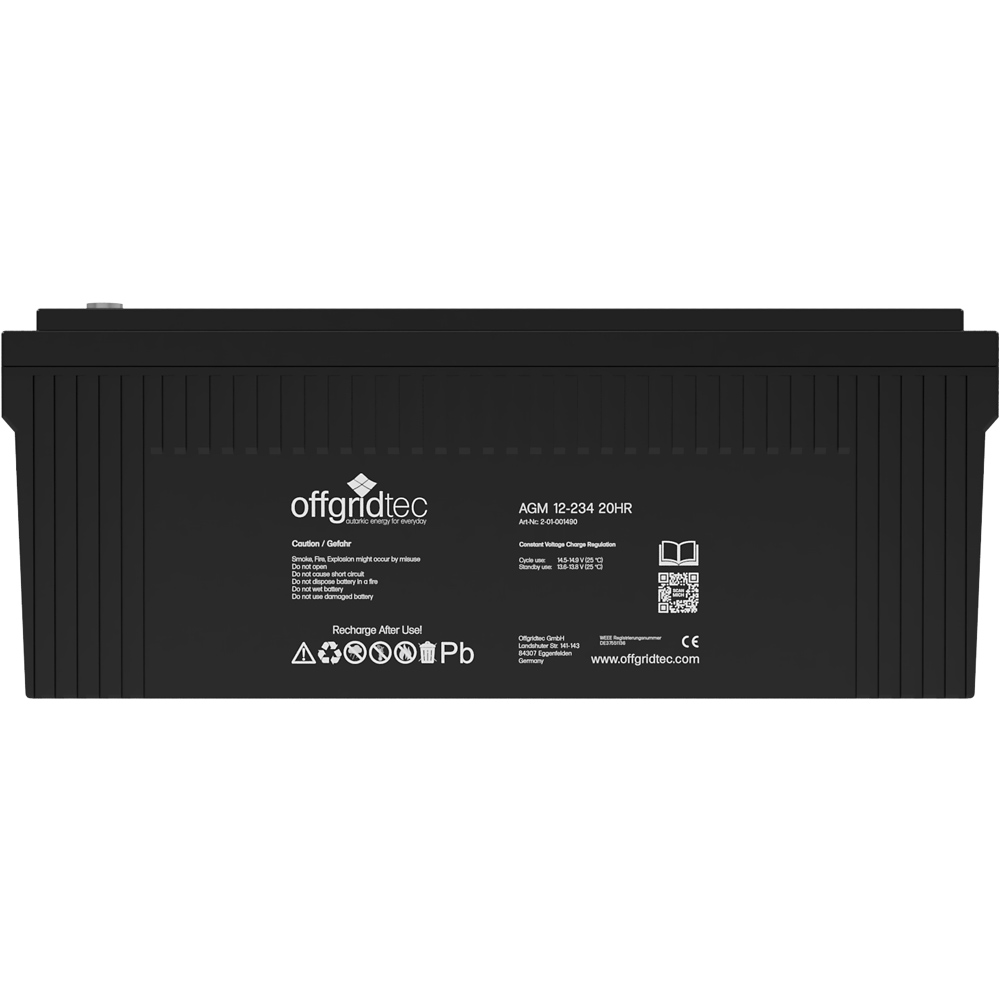 offgridtec
autarkic energy for everyday
Caution / Gefahr
Smoke, Fire, Explosion might occur by misuse
Do not open
Do not cause short circuit
Do not dispose battery in a fire
Do not wet battery
Do not use damaged battery
Recharge After Use!
Pb
AGM 12-234 20HR
Art-Nr.: 2-01-001490
Constant Voltage Charge Regulation
Cycle use: 14.5-14.9 V (25 °C)
Standby use: 13.6-13.8 V (25 °C)
SCAN
MICH
Offgridtec GmbH
Landshuter Str. 141-143
84307 Eggenfelden
Germany
WEEE Registrierungsnummer
CE
www.offgridtec.com